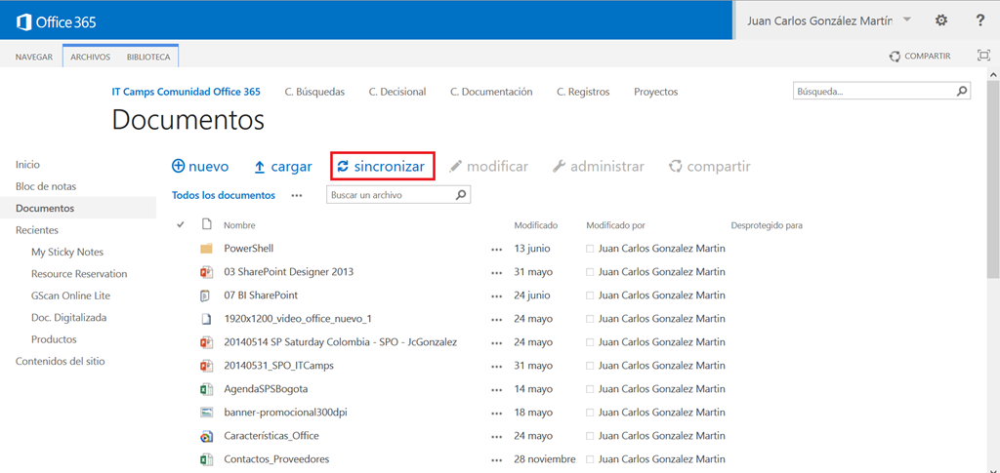 Office 365
Juan Carlos González Martín
?
NAVEGAR ARCHIVOS BIBLIOTECA COMPARTIR
IT Camps Comunidad Office 365 C. Búsquedas C. Decisional C. Documentación C. Registros Proyectos
Búsqueda...
Documentos
Inicio
Bloc de notas
Documentos
Recientes
My Sticky Notes
Resource Reservation
GScan Online Lite
Doc. Digitalizada
Productos
Contenidos del sitio
nuevo cargar sincronizar modificar administrar compartir
Todos los documentos ... Buscar un archivo
Nombre Modificado Modificado por Desprotegido para
PowerShell ... 13 junio Juan Carlos Gonzalez Martin
03 SharePoint Designer 2013 ... 31 mayo Juan Carlos Gonzalez Martin
07 BI SharePoint ... 24 junio Juan Carlos Gonzalez Martin
1920x1200_video_office_nuevo_1 ... 24 mayo Juan Carlos Gonzalez Martin
20140514 SP Saturday Colombia - SPO - JcGonzalez ... 24 mayo Juan Carlos Gonzalez Martin
20140531_SPO_ITCamps ... 31 mayo Juan Carlos Gonzalez Martin
AgendaSPSBogota ... 14 mayo Juan Carlos Gonzalez Martin
banner-promocional300dpi ... 18 mayo Juan Carlos Gonzalez Martin
Características_Office ... 24 mayo Juan Carlos Gonzalez Martin
Contactos_Proveedores ... 28 noviembre Juan Carlos Gonzalez Martin